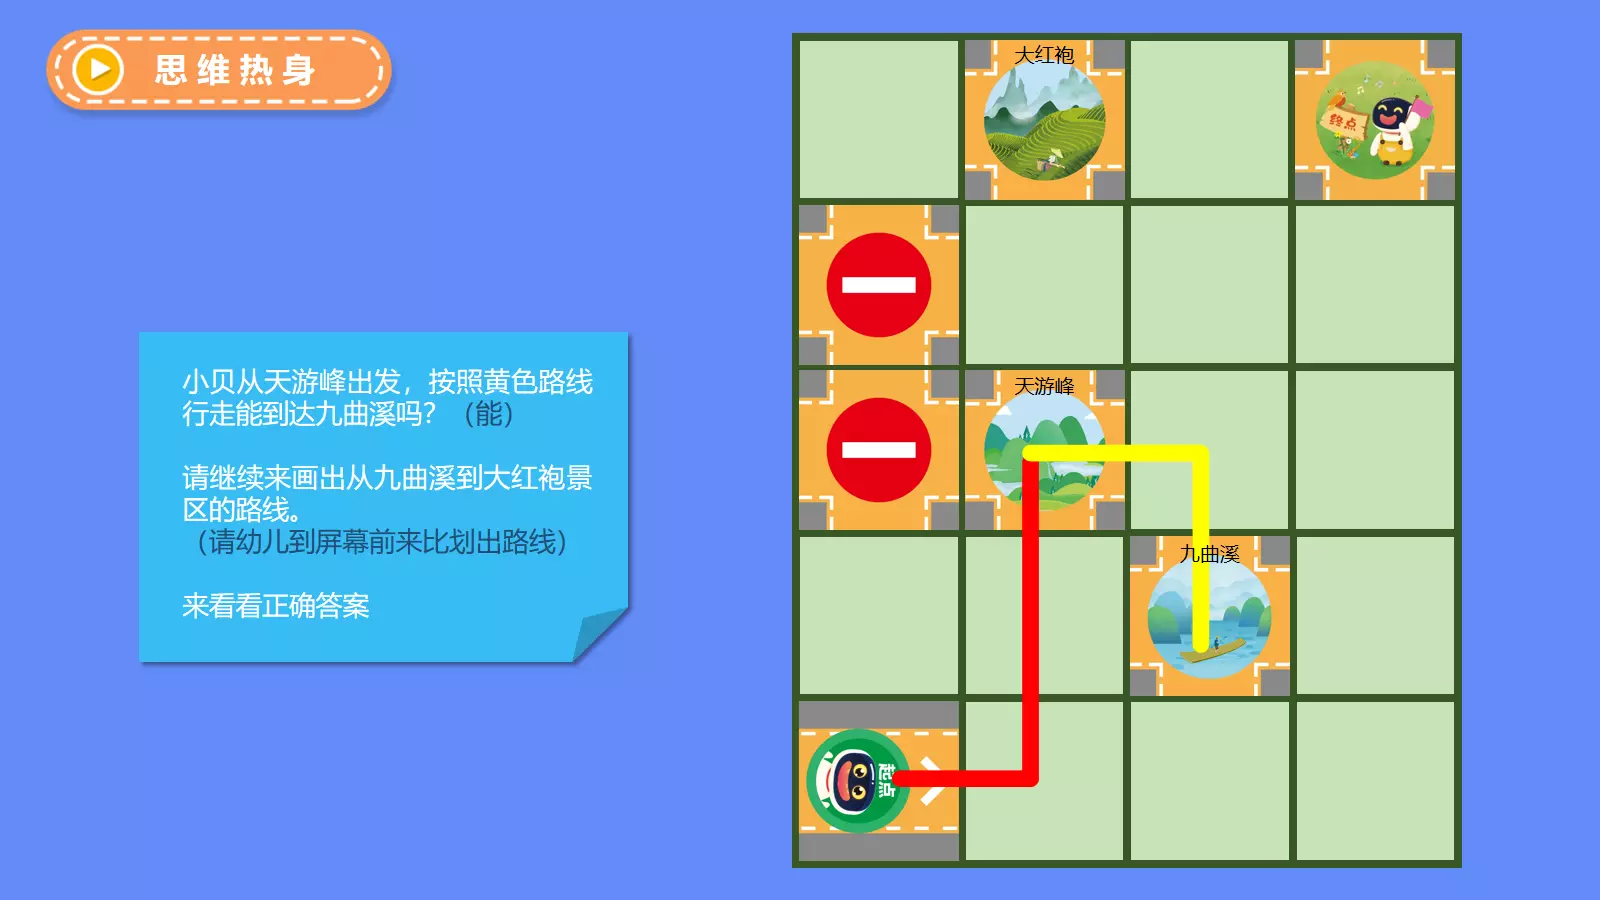 思维热身
小贝从天游峰出发，按照黄色路线
行走能到达九曲溪吗？（能）
请继续来画出从九曲溪到大红袍景
区的路线。
（请幼儿到屏幕前来比划出路线）
来看看正确答案
大红袍
终点
天游峰
九曲溪
起点